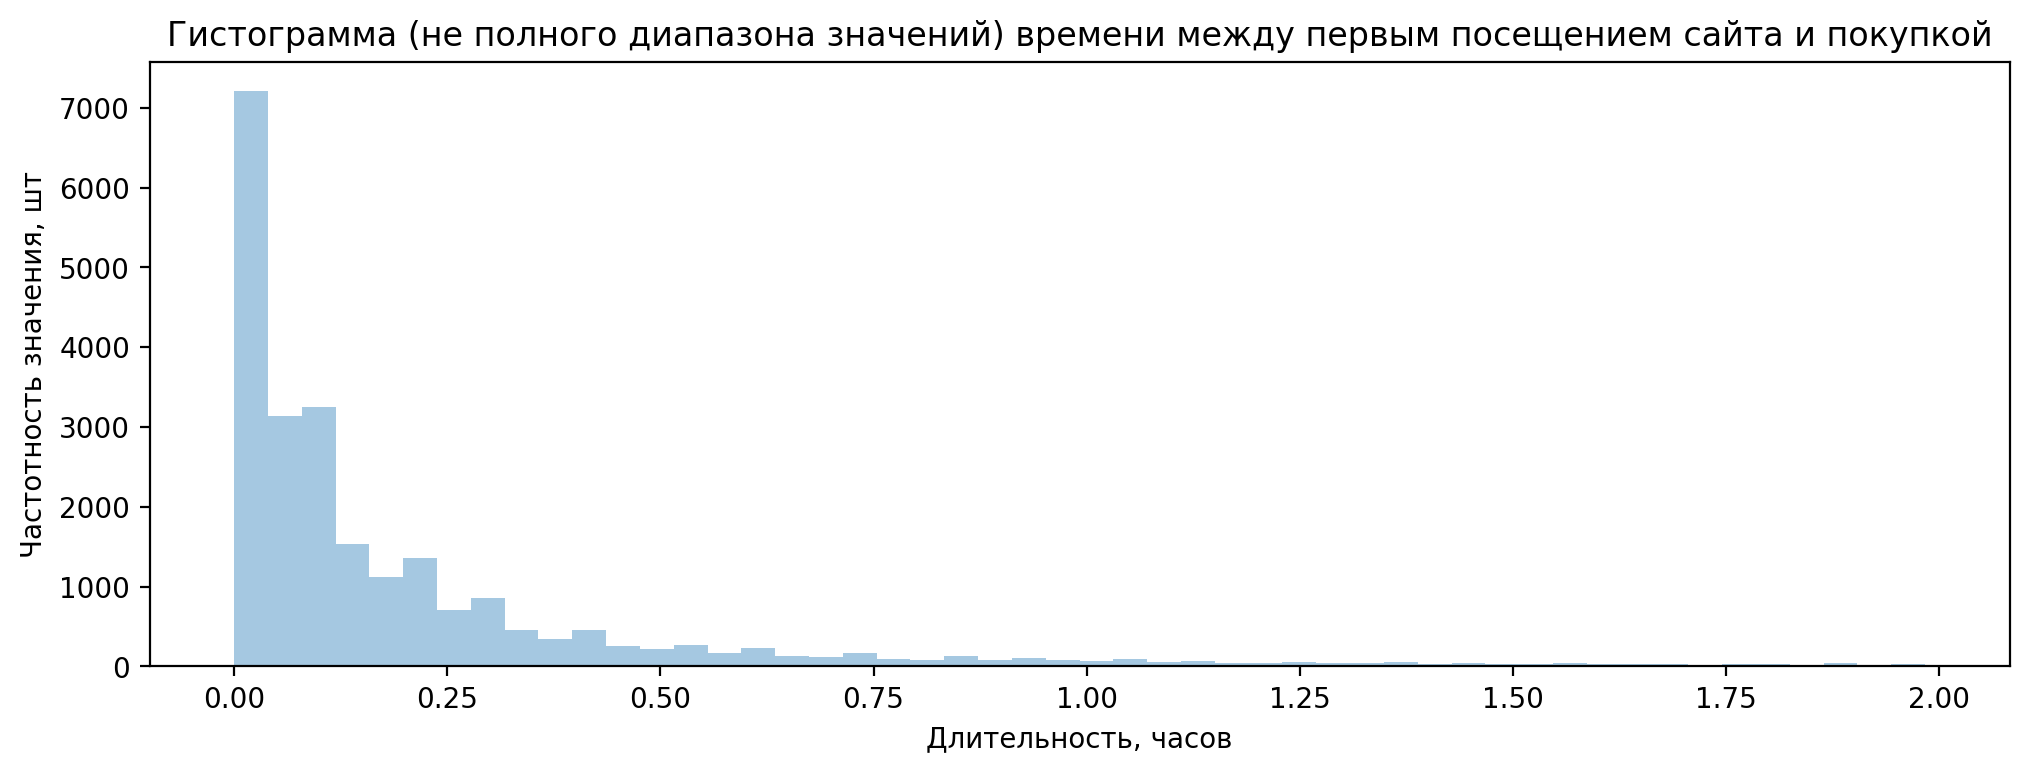 Гистограмма (не полного диапазона значений) времени между первым посещением сайта и покупкой
Частотность значения, шт
7000
6000
5000
4000
3000
2000
1000
0
0.00 0.25 0.50 0.75 1.00 1.25 1.50 1.75 2.00
Длительность, часов